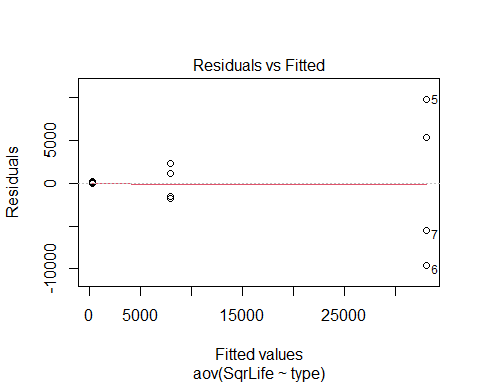 Residuals vs Fitted
Residuals
-10000
0
5000
5
7
6
0
5000
15000
25000
Fitted values
aov(SqrLife ~ type)